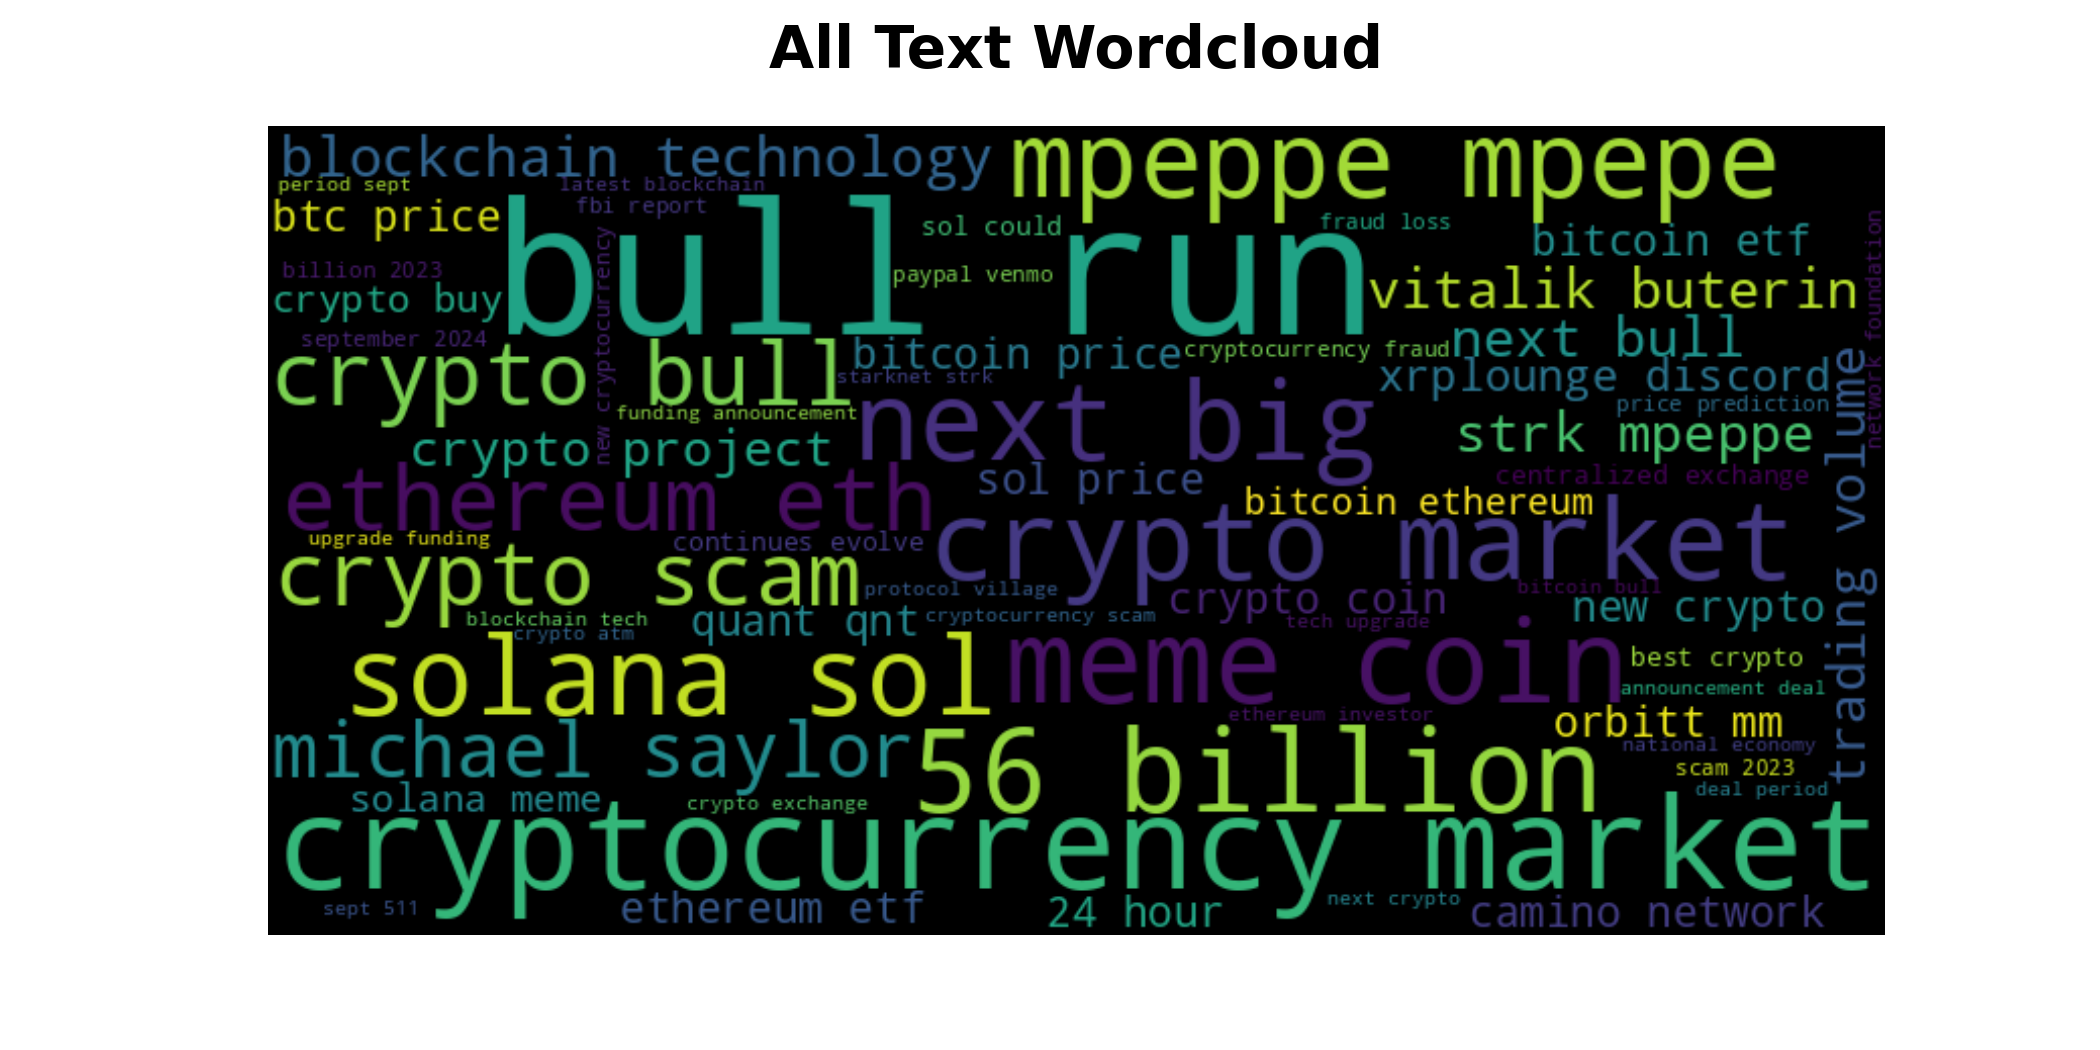 All Text Wordcloud
blockchain technology
mpeppe mpepe
period sept
latest blockchain
btc price
fbi report
bull run
sol could
fraud loss
bitcoin etf
billion 2023
paypal venmo
vitalik buterin
crypto buy
new cryptocurrency
network foundation
september 2024
next bull
crypto bull
bitcoin price
cryptocurrency fraud
starknet strk
xrplounge discord
funding announcement
next big
price prediction
crypto project
strk mpeppe
trading volume
ethereum eth
sol price
centralized exchange
bitcoin ethereum
upgrade funding
continues evolve
crypto market
crypto scam
protocol village
crypto coin
bitcoin bull
new crypto
blockchain tech
crypto atm
quant qnt
cryptocurrency scam
tech upgrade
solana sol
meme coin
best crypto
announcement deal
michael saylor
ethereum investor
orbitt mm
56 billion
national economy
scam 2023
solana meme
crypto exchange
deal period
cryptocurrency market
sept 511
ethereum etf
24 hour
next crypto
camino network